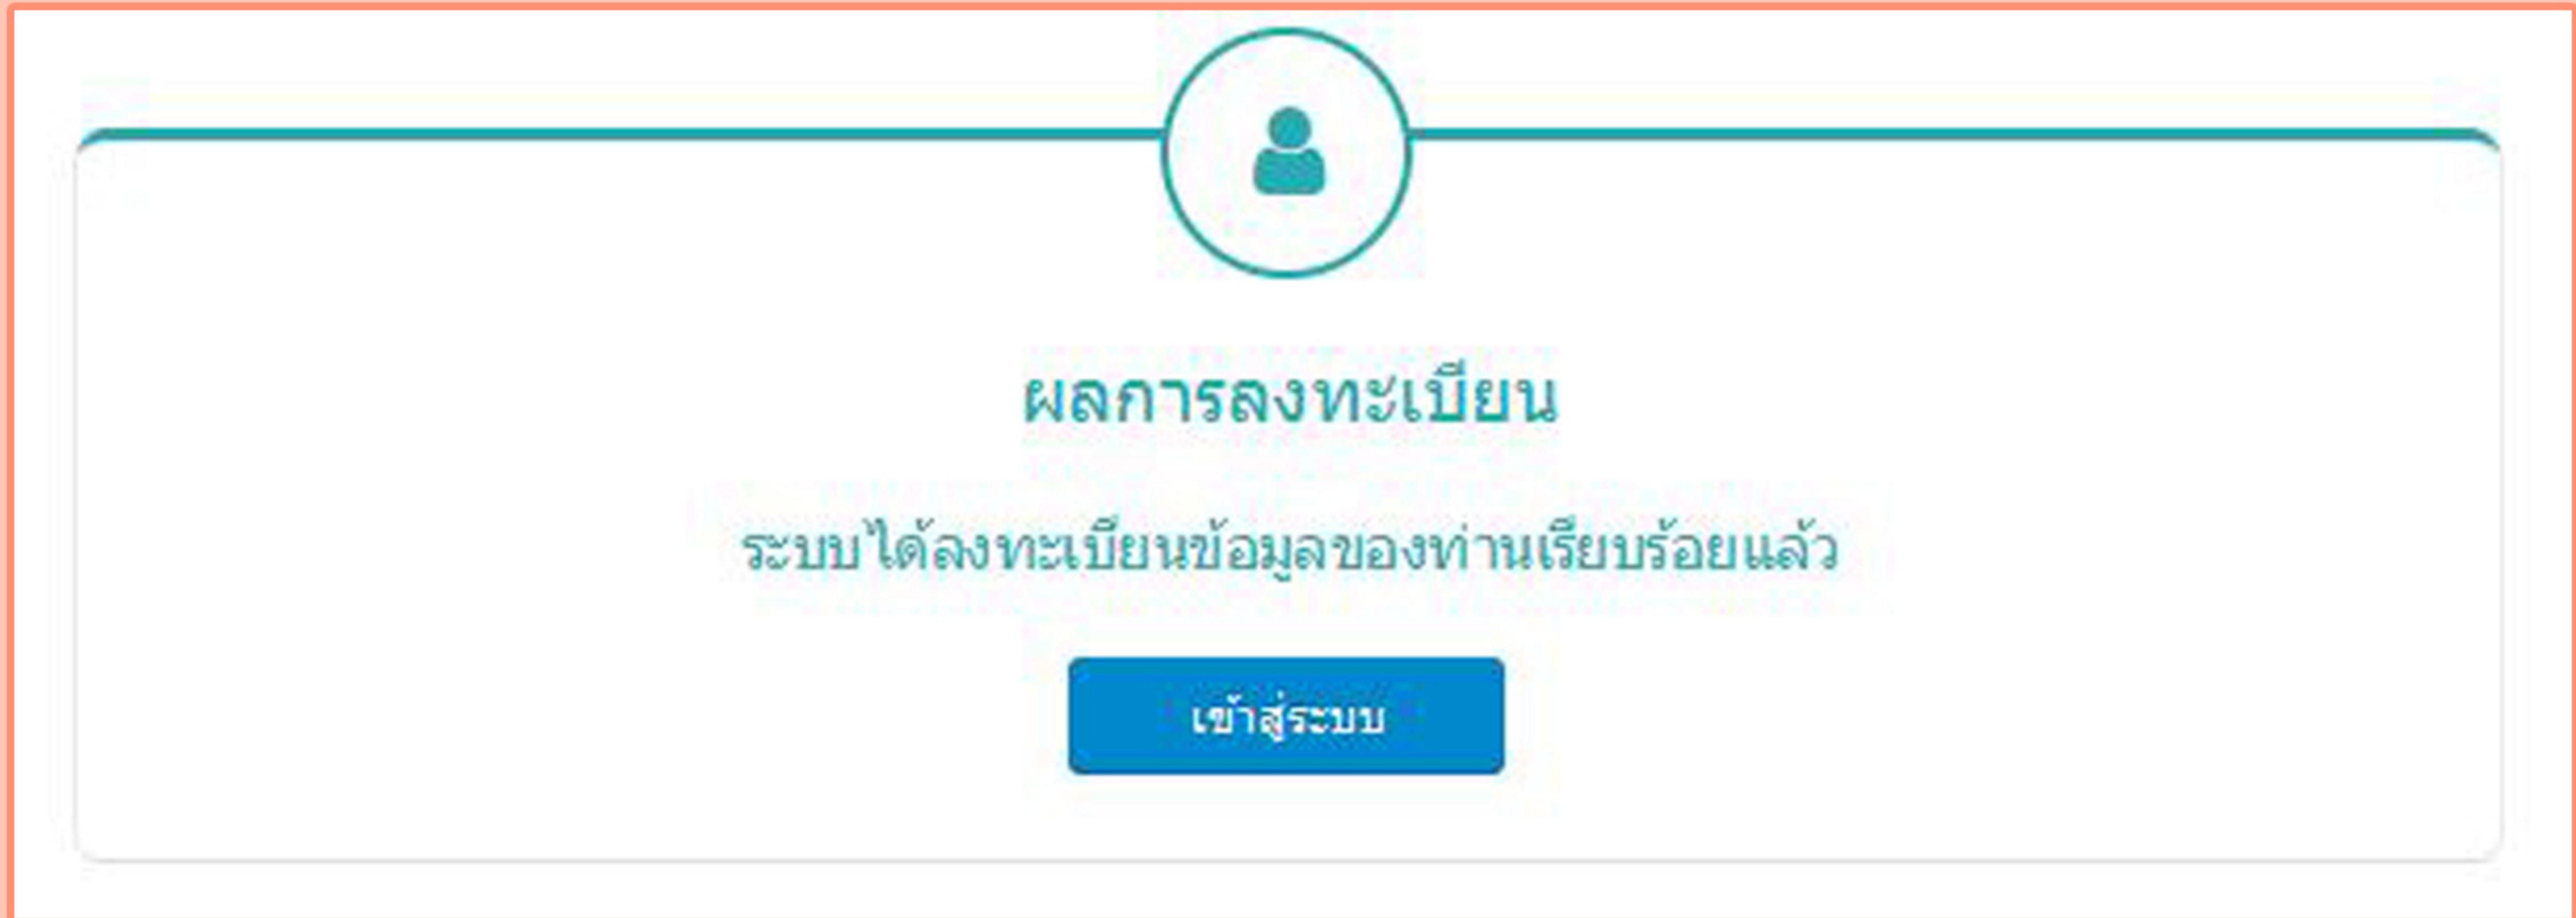 ผลการลงทะเบียน
ระบบได้ลงทะเบียนข้อมูลของท่านเรียบร้อยแล้ว
เข้าสู่ระบบ